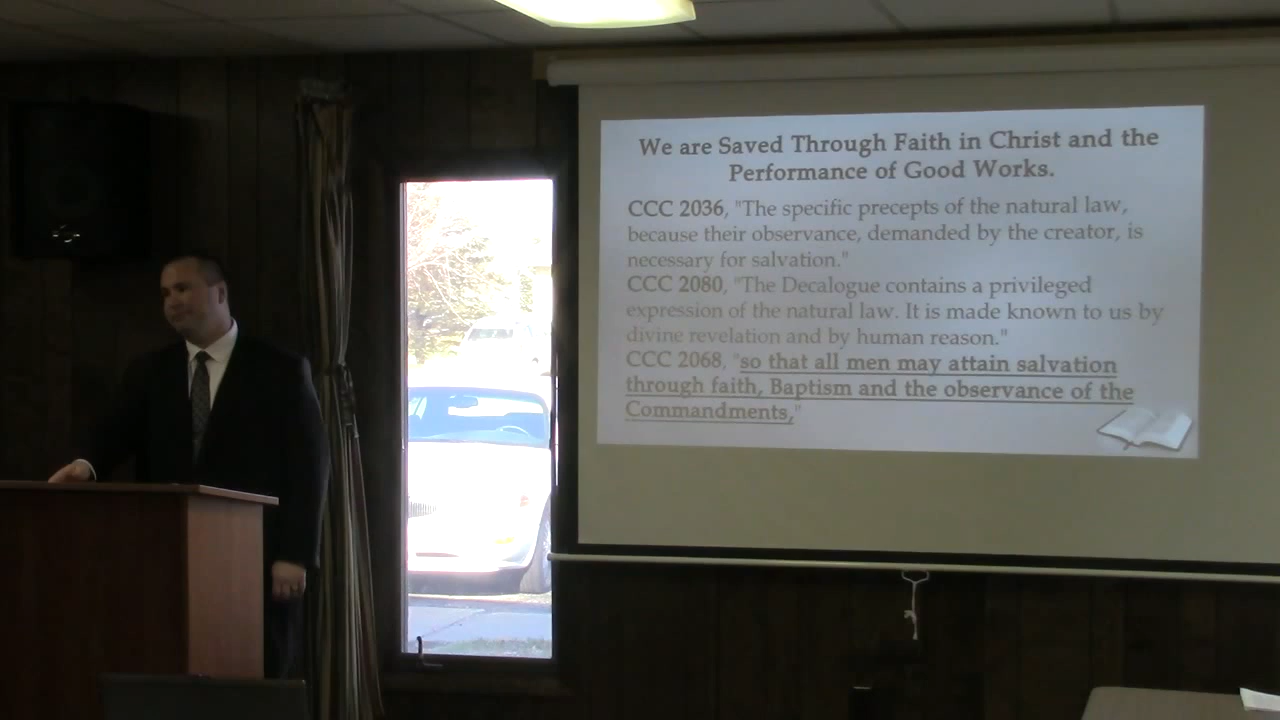 We are Saved Through Faith in Christ and the
Performance of Good Works.
CCC 2036, "The specific precepts of the natural law,
because their observance, demanded by the creator, is
necessary for salvation."
CCC 2080, "The Decalogue contains a privileged
expression of the natural law. It is made known to us by
divine revelation and by human reason."
CCC 2068, "so that all men may attain salvation
through faith, Baptism and the observance of the
Commandments,"